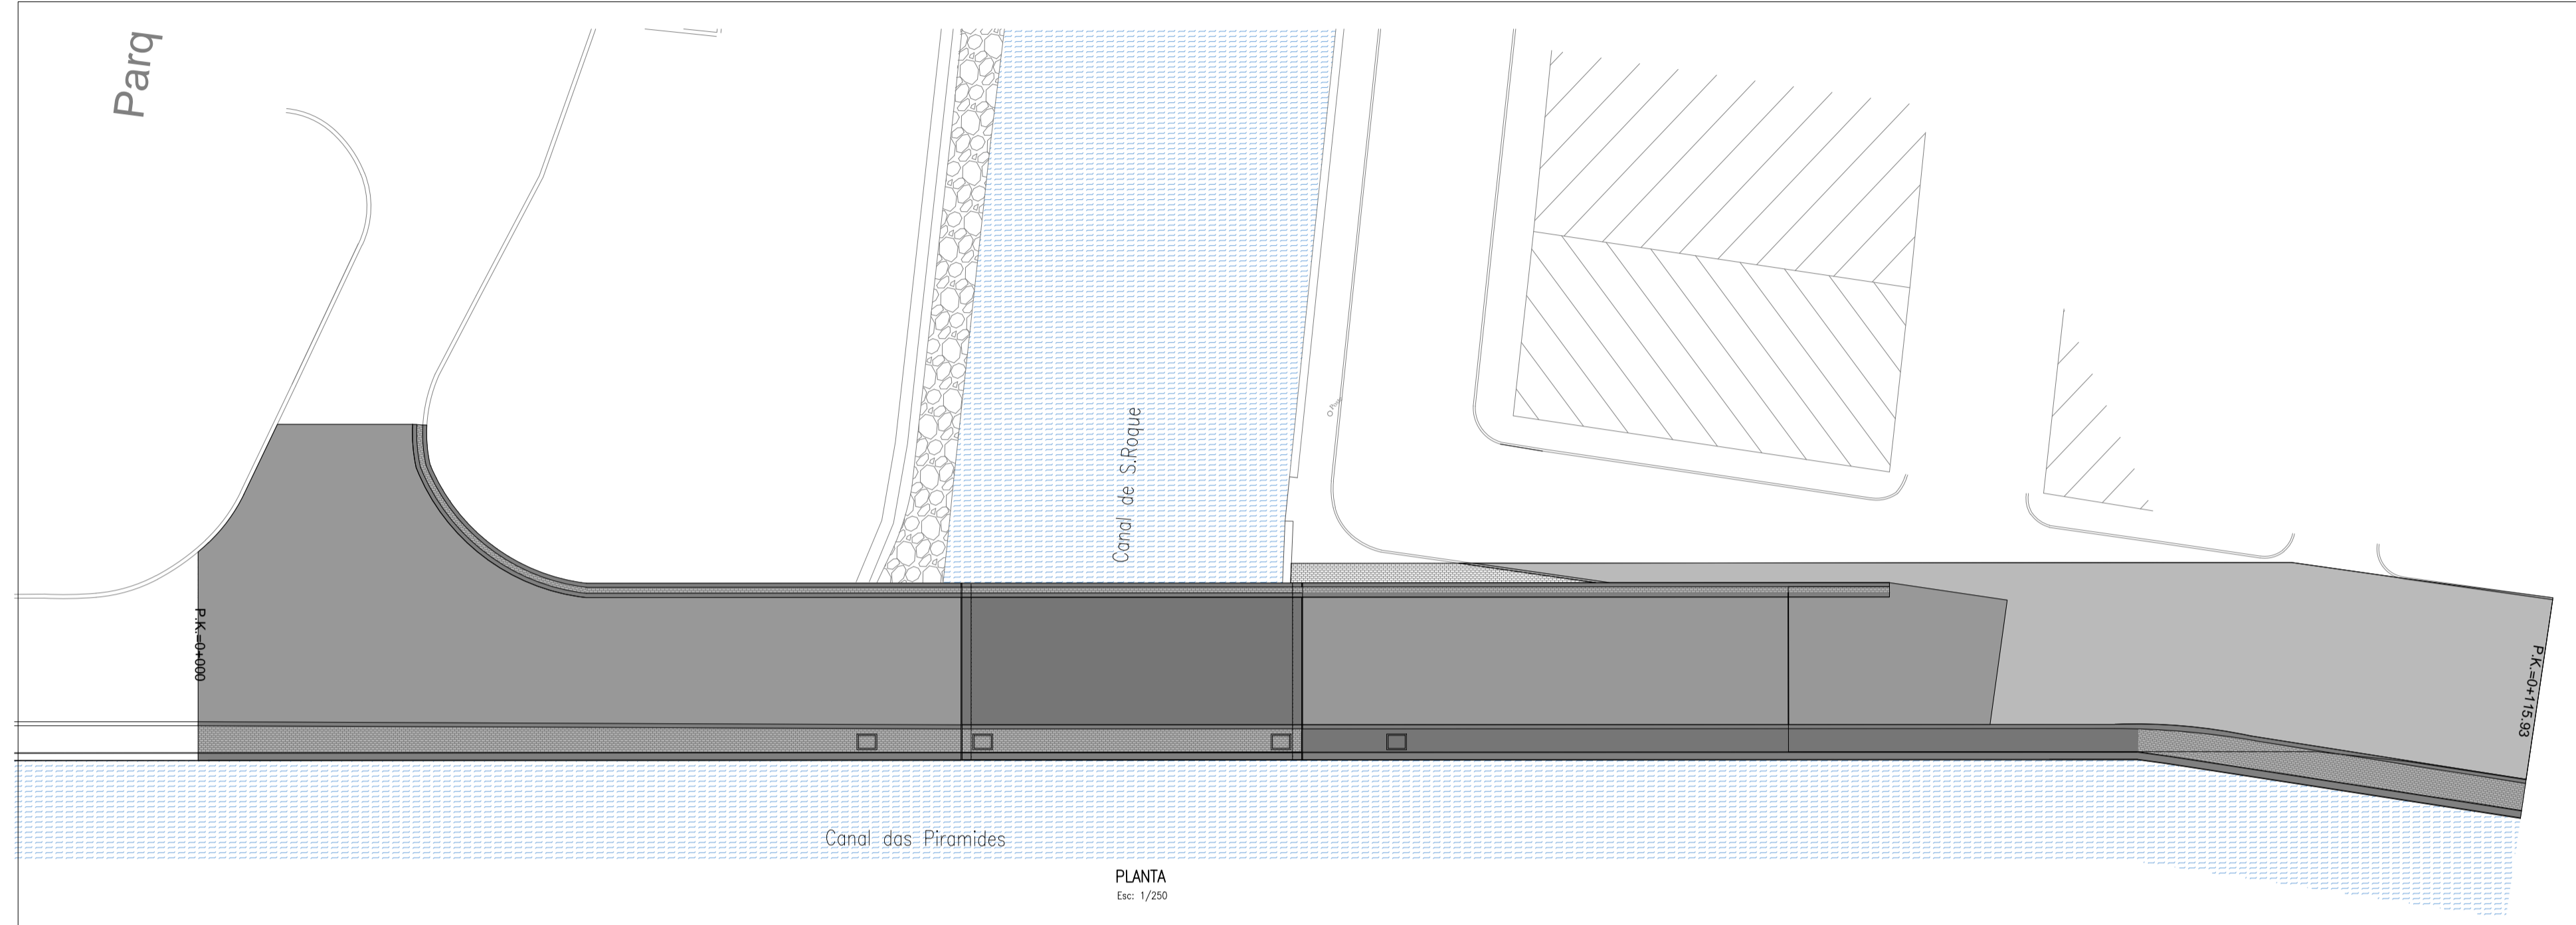 Parq
Canal de S.Roque
P.K.=0+000
P.K.=0+115.93
Canal das Piramides
PLANTA
Esc: 1/250